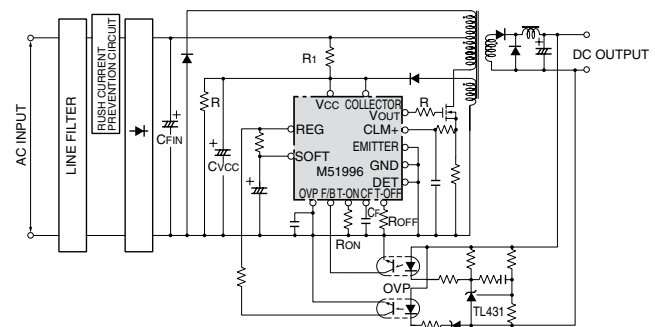 AC INPUT
LINE FILTER
RUSH CURRENT
PREVENTION CIRCUIT
+
CFIN
R
+
CVCC
R1
VCC COLLECTOR
VOUT
R
REG
CLM+
EMITTER
SOFT
GND
M51996
DET
OVP F/B T-ON CF T-OFF
+
CF
ROFF
RON
OVP
TL431
+
DC OUTPUT